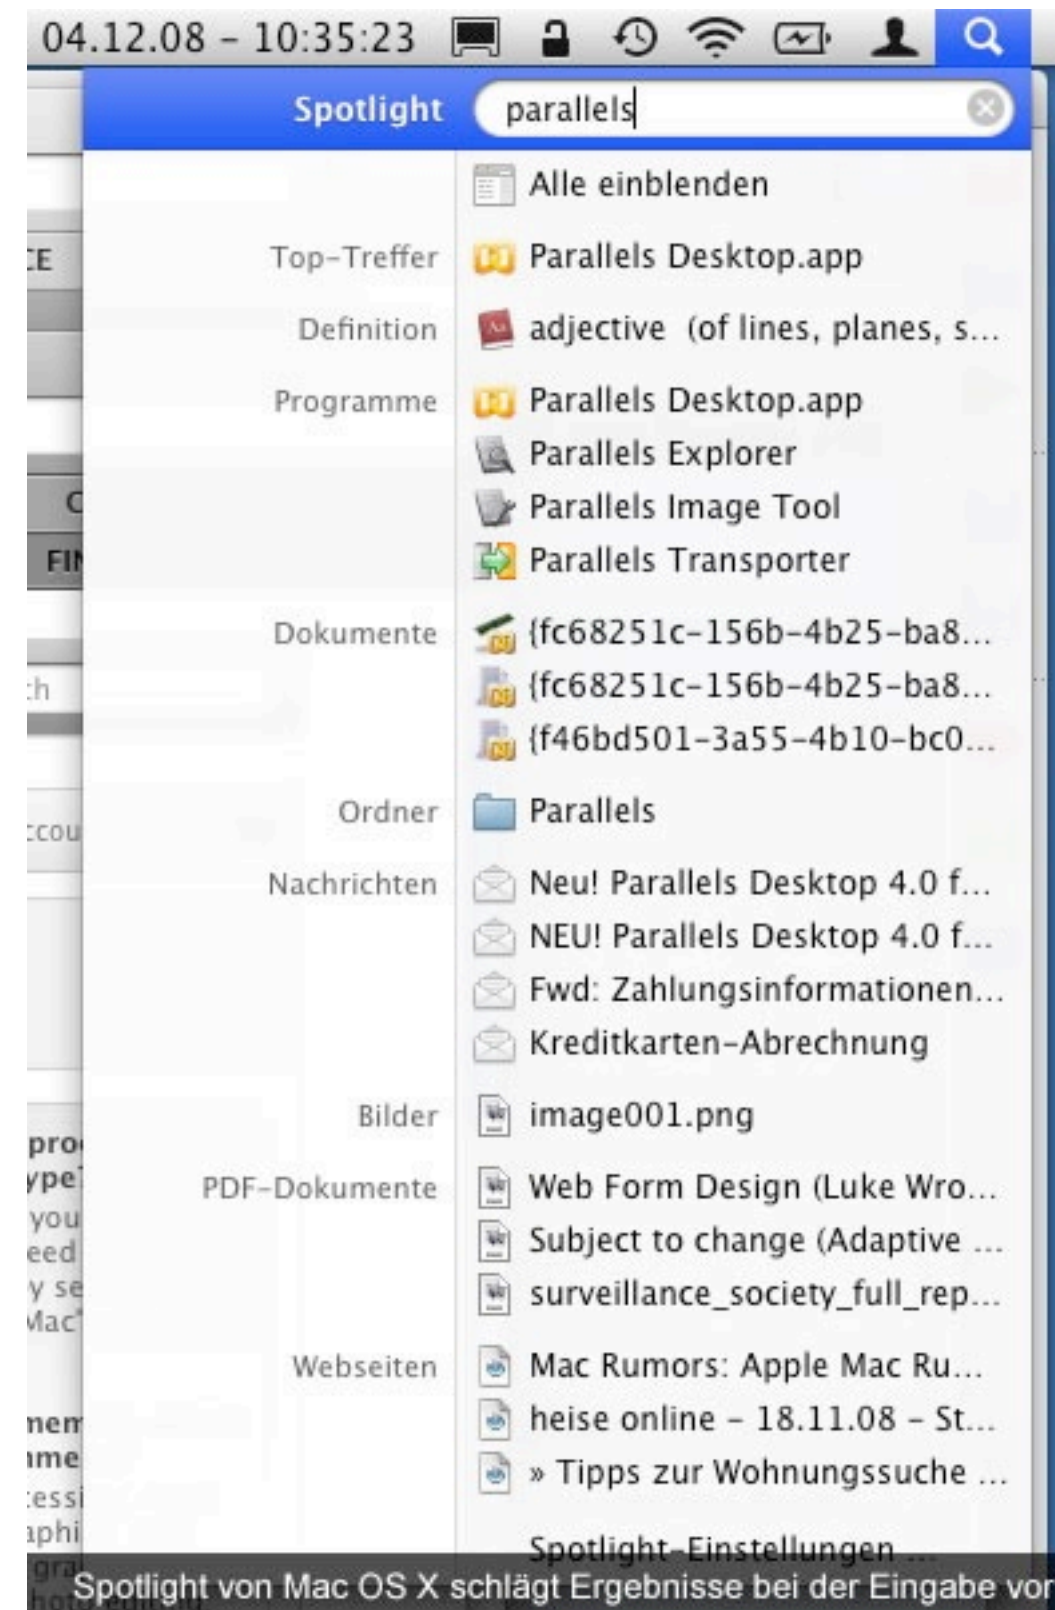 04.12.08 – 10:35:23
Spotlight parallels
Alle einblenden
Top-Treffer Parallels Desktop.app
Definition adjective (of lines, planes, s...
Programme Parallels Desktop.app
Parallels Explorer
Parallels Image Tool
Parallels Transporter
Dokumente {fc68251c-156b-4b25-ba8...
{fc68251c-156b-4b25-ba8...
{f46bd501-3a55-4b10-bc0...
Ordner Parallels
Nachrichten Neu! Parallels Desktop 4.0 f...
NEU! Parallels Desktop 4.0 f...
Fwd: Zahlungsinformationen...
Kreditkarten-Abrechnung
Bilder image001.png
PDF-Dokumente Web Form Design (Luke Wro...
Subject to change (Adaptive ...
surveillance_society_full_rep...
Webseiten Mac Rumors: Apple Mac Ru...
heise online – 18.11.08 – St...
» Tipps zur Wohnungssuche ...
Spotlight-Einstellungen ...
Spotlight von Mac OS X schlägt Ergebnisse bei der Eingabe vor